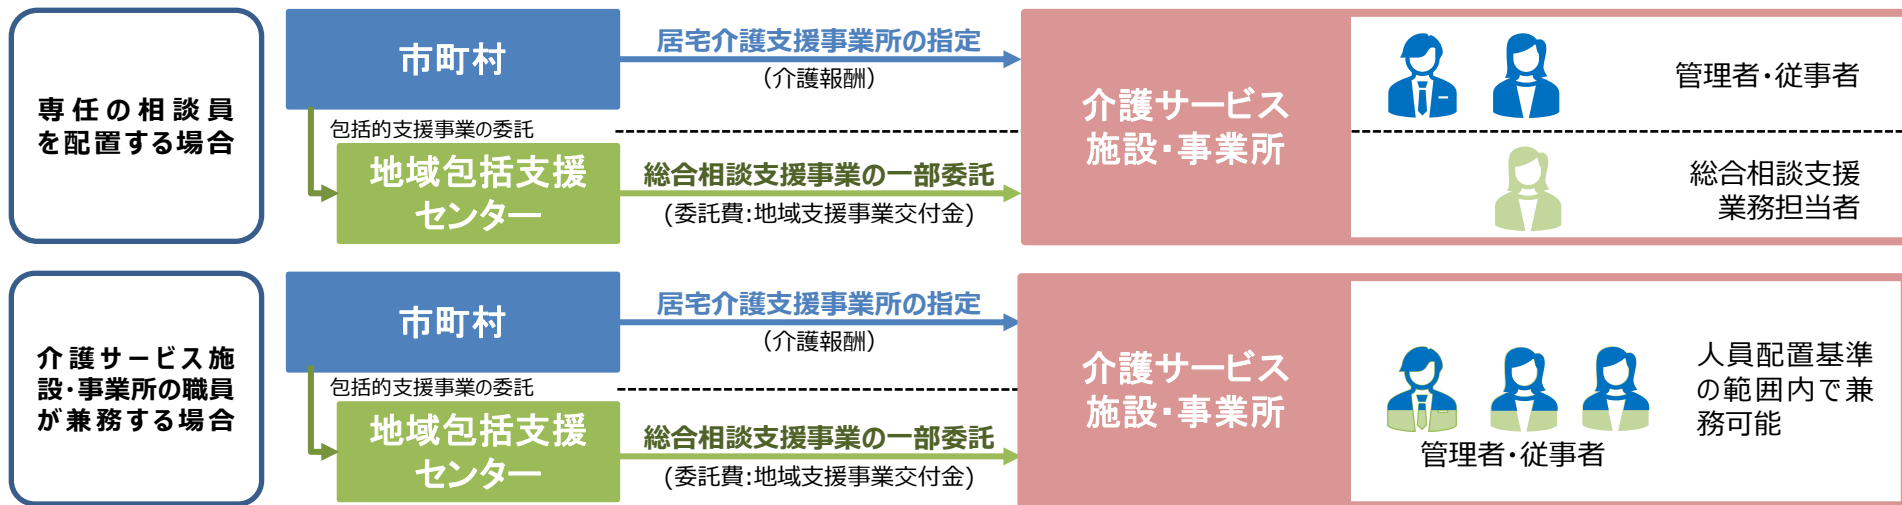 専任の相談員
を配置する場合
市町村
居宅介護支援事業所の指定
（介護報酬）
包括的支援事業の委託
地域包括支援
センター
総合相談支援事業の一部委託
(委託費:地域支援事業交付金)
介護サービス
施設・事業所
管理者・従事者
総合相談支援
業務担当者
介護サービス施
設・事業所の職員
が兼務する場合
市町村
居宅介護支援事業所の指定
（介護報酬）
包括的支援事業の委託
地域包括支援
センター
総合相談支援事業の一部委託
(委託費:地域支援事業交付金)
介護サービス
施設・事業所
管理者・従事者
人員配置基準
の範囲内で兼
務可能